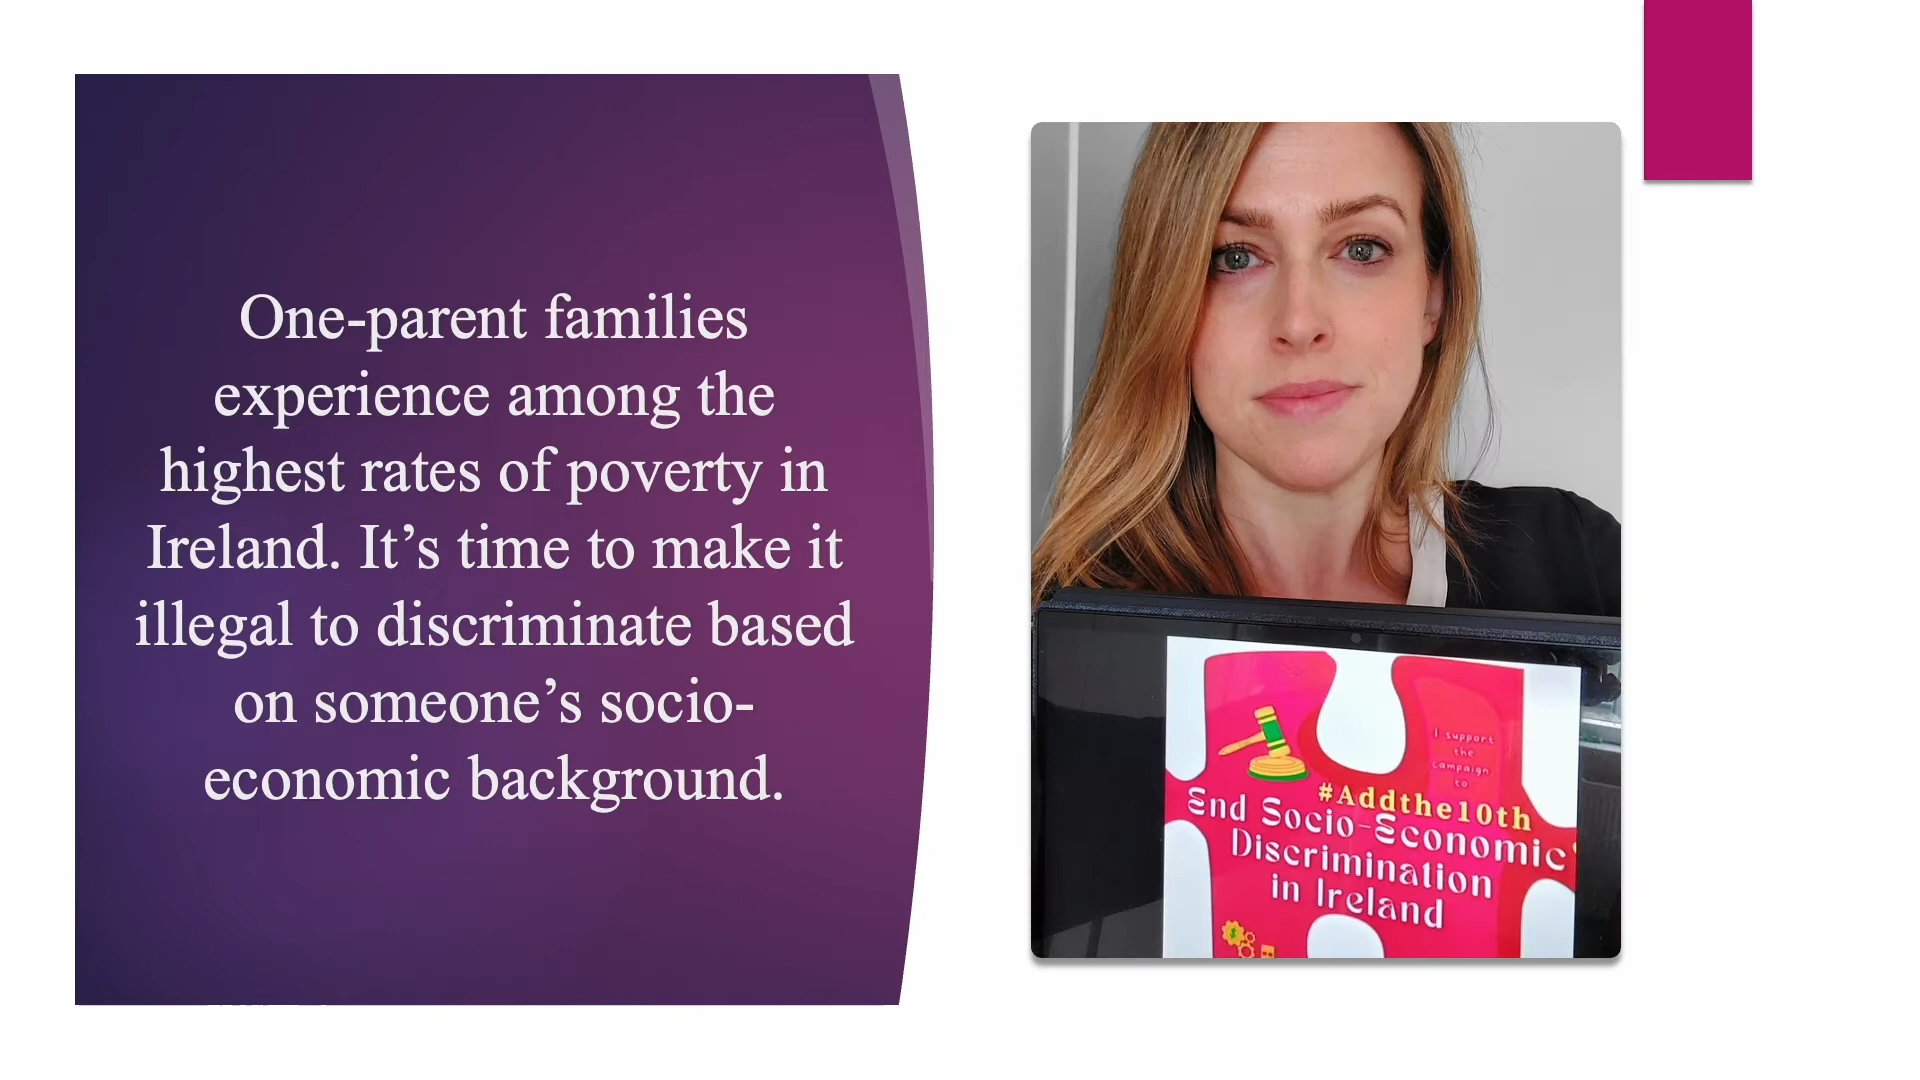 One-parent families
experience among the
highest rates of poverty in
Ireland. It’s time to make it
illegal to discriminate based
on someone’s socio-
economic background.
I support
the
campaign
to
#Addthe10th
End Socio-Economic
Discrimination
in Ireland